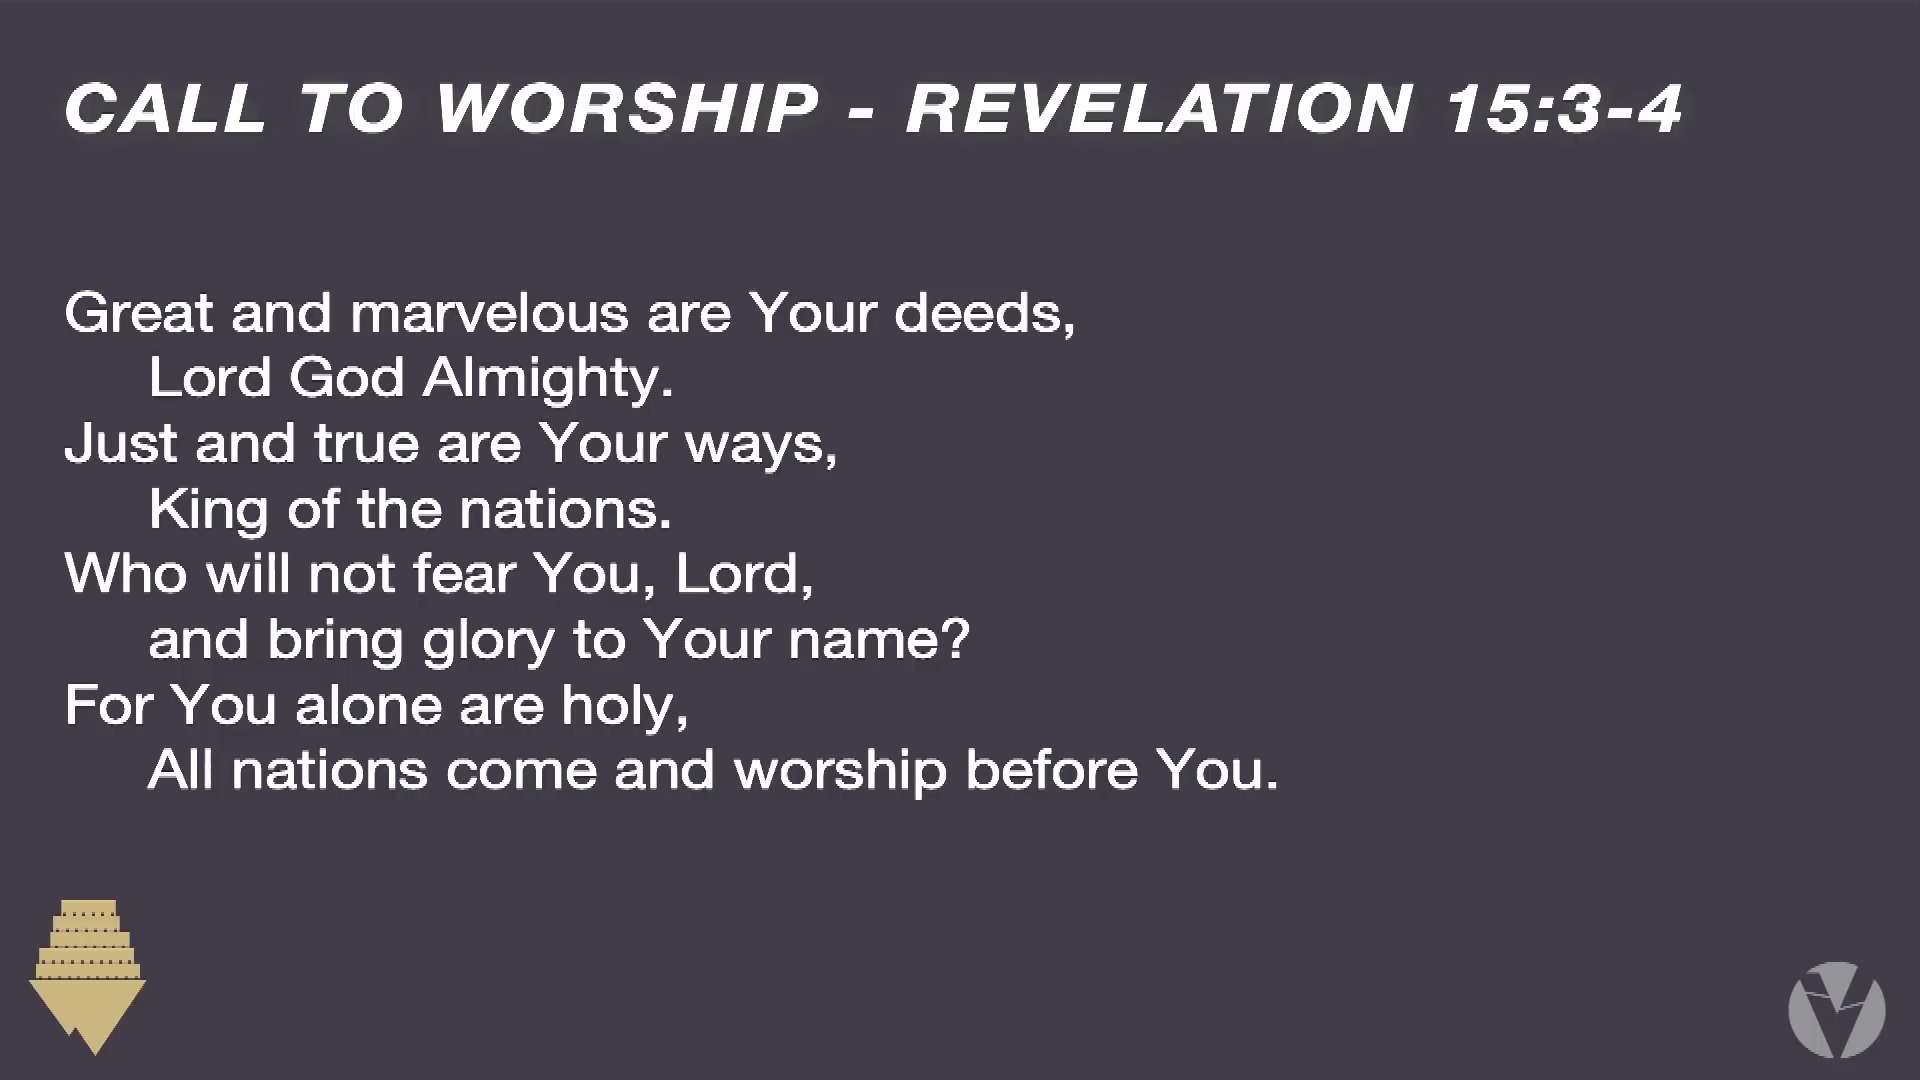 CALL TO WORSHIP - REVELATION 15:3-4
Great and marvelous are Your deeds,
Lord God Almighty.
Just and true are Your ways,
King of the nations.
Who will not fear You, Lord,
and bring glory to Your name?
For You alone are holy,
All nations come and worship before You.